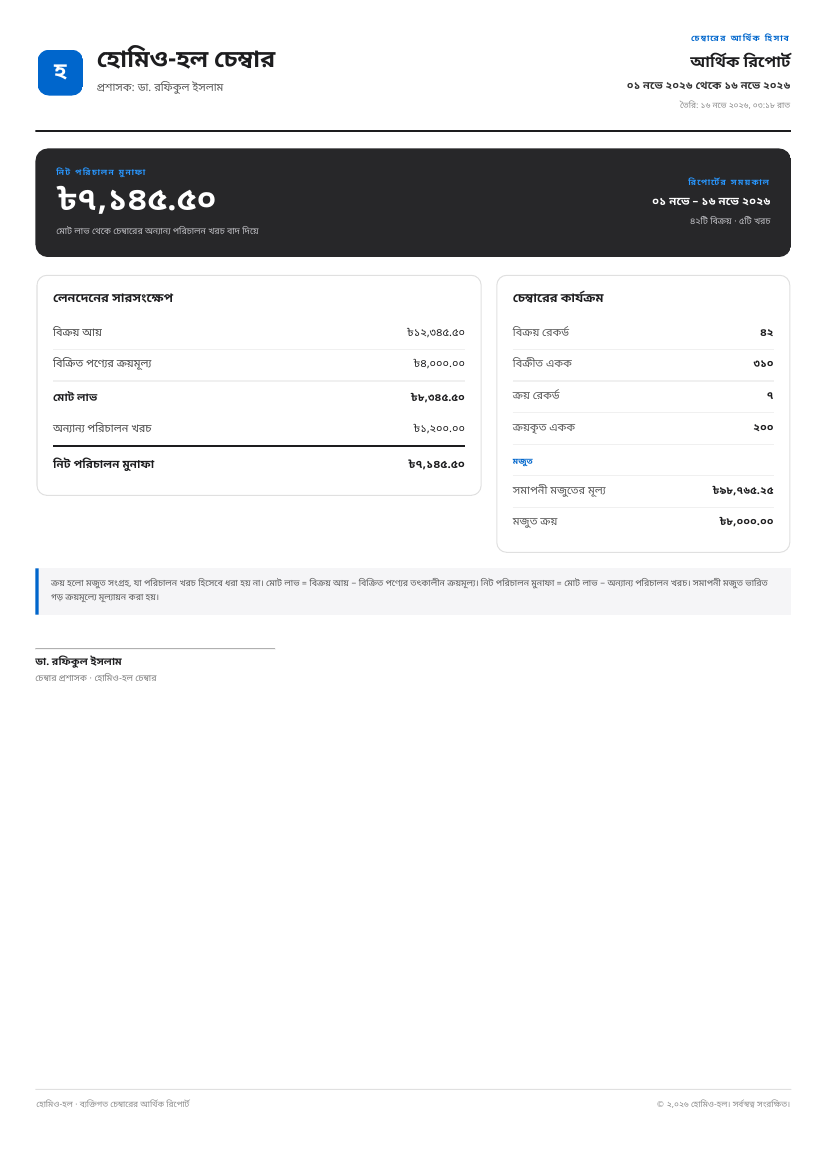 হ
হোমিও-হল চেম্বার
প্রশাসক: ডা. রফিকুল ইসলাম
চেম্বারের আর্থিক হিসাব
আর্থিক রিপোর্ট
০১ নভে ২০২৬ থেকে ১৬ নভে ২০২৬
তৈরি: ১৬ নভে ২০২৬, ০৩:১৮ রাত
নিট পরিচালন মুনাফা
৳৭,১৪৫.৫০
মোট লাভ থেকে চেম্বারের অন্যান্য পরিচালন খরচ বাদ দিয়ে
রিপোর্টের সময়কাল
০১ নভে – ১৬ নভে ২০২৬
৪২টি বিক্রয় · ৫টি খরচ
লেনদেনের সারসংক্ষেপ
বিক্রয় আয় ৳১২,৩৪৫.৫০
বিক্রিত পণ্যের ক্রয়মূল্য ৳৪,০০০.০০
মোট লাভ ৳৮,৩৪৫.৫০
অন্যান্য পরিচালন খরচ ৳১,২০০.০০
নিট পরিচালন মুনাফা ৳৭,১৪৫.৫০
চেম্বারের কার্যক্রম
বিক্রয় রেকর্ড ৪২
বিক্রীত একক ৩১০
ক্রয় রেকর্ড ৭
ক্রয়কৃত একক ২০০
মজুত
সমাপনী মজুতের মূল্য ৳৯৮,৭৬৫.২৫
মজুত ক্রয় ৳৮,০০০.০০
ক্রয় হলো মজুত সংগ্রহ, যা পরিচালন খরচ হিসেবে ধরা হয় না। মোট লাভ = বিক্রয় আয় − বিক্রিত পণ্যের তৎকালীন ক্রয়মূল্য। নিট পরিচালন মুনাফা = মোট লাভ − অন্যান্য পরিচালন খরচ। সমাপনী মজুত ভারিত
গড় ক্রয়মূল্যে মূল্যায়ন করা হয়।
ডা. রফিকুল ইসলাম
চেম্বার প্রশাসক · হোমিও-হল চেম্বার
হোমিও-হল · ব্যক্তিগত চেম্বারের আর্থিক রিপোর্ট
© ২,০২৬ হোমিও-হল। সর্বস্বত্ব সংরক্ষিত।